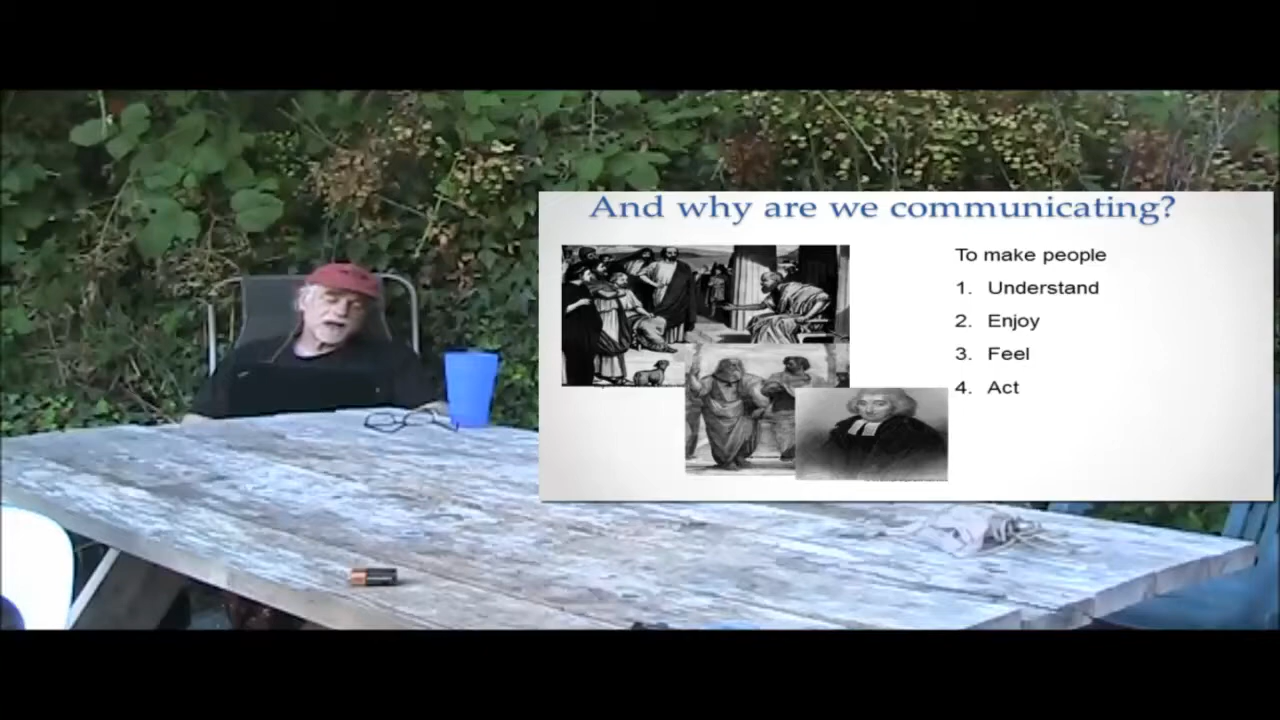 And why are we communicating?
To make people
1. Understand
2. Enjoy
3. Feel
4. Act